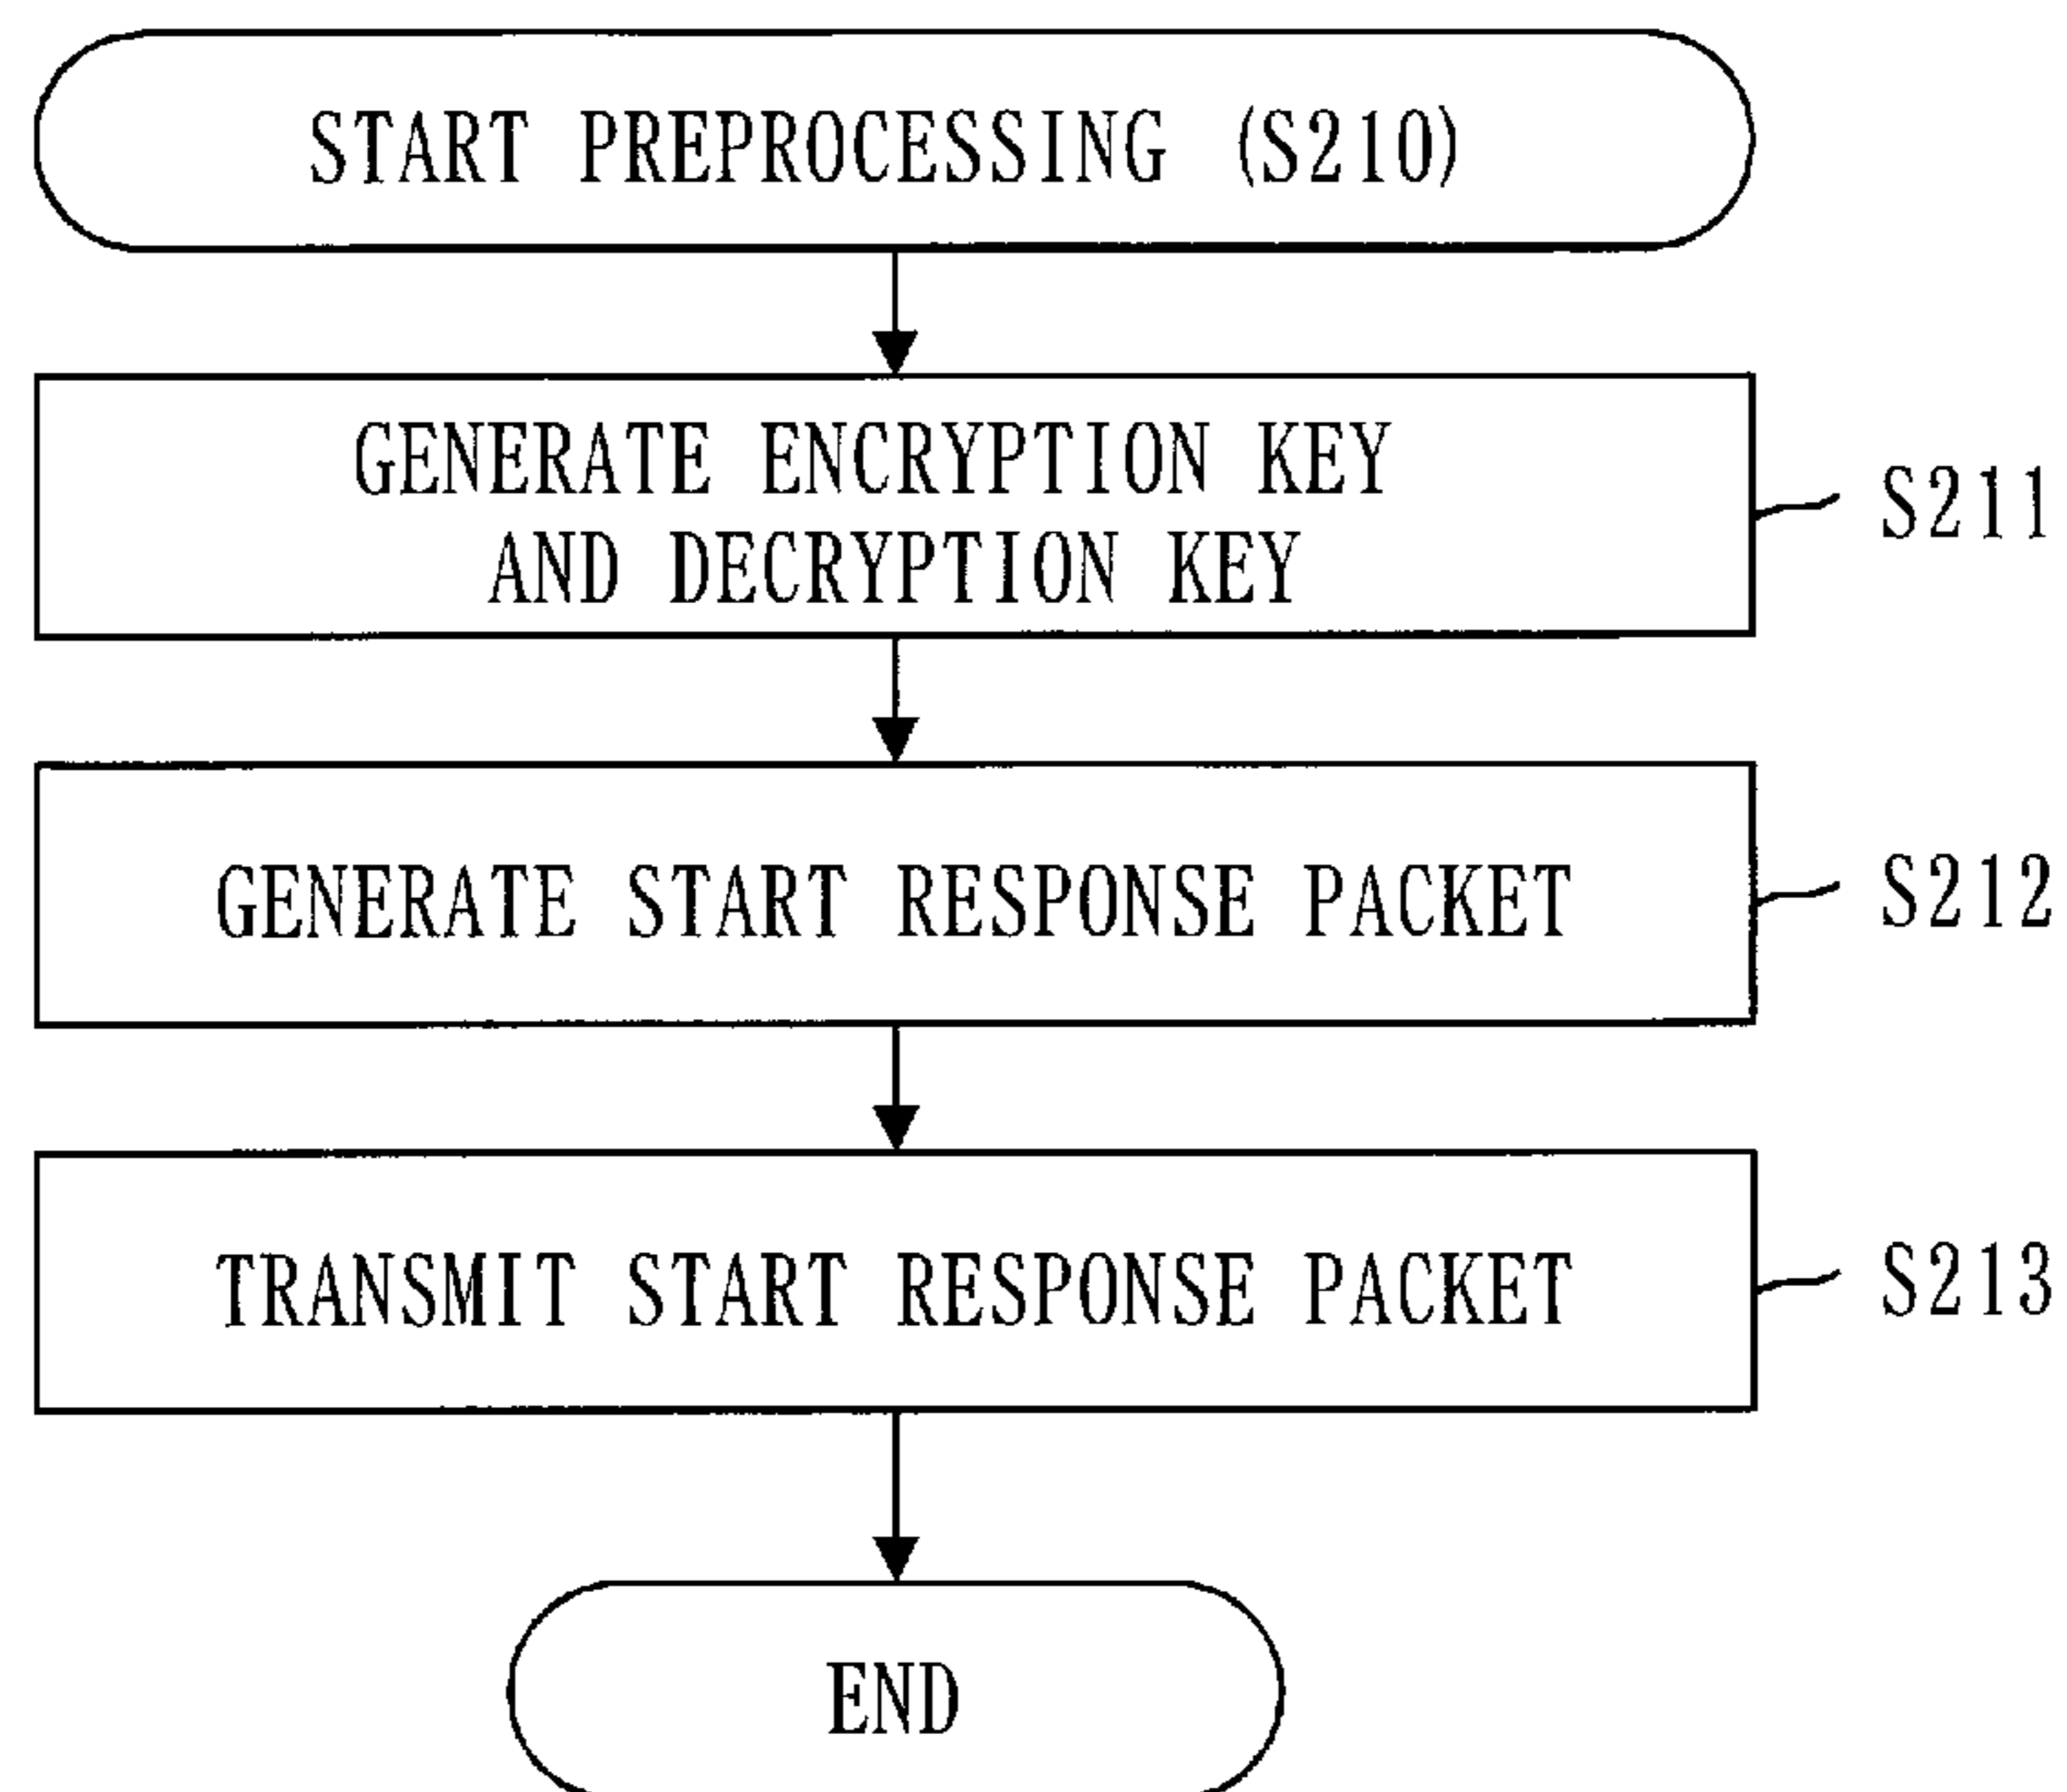 START PREPROCESSING (S210)
GENERATE ENCRYPTION KEY
AND DECRYPTION KEY
S211
GENERATE START RESPONSE PACKET
S212
TRANSMIT START RESPONSE PACKET
S213
END